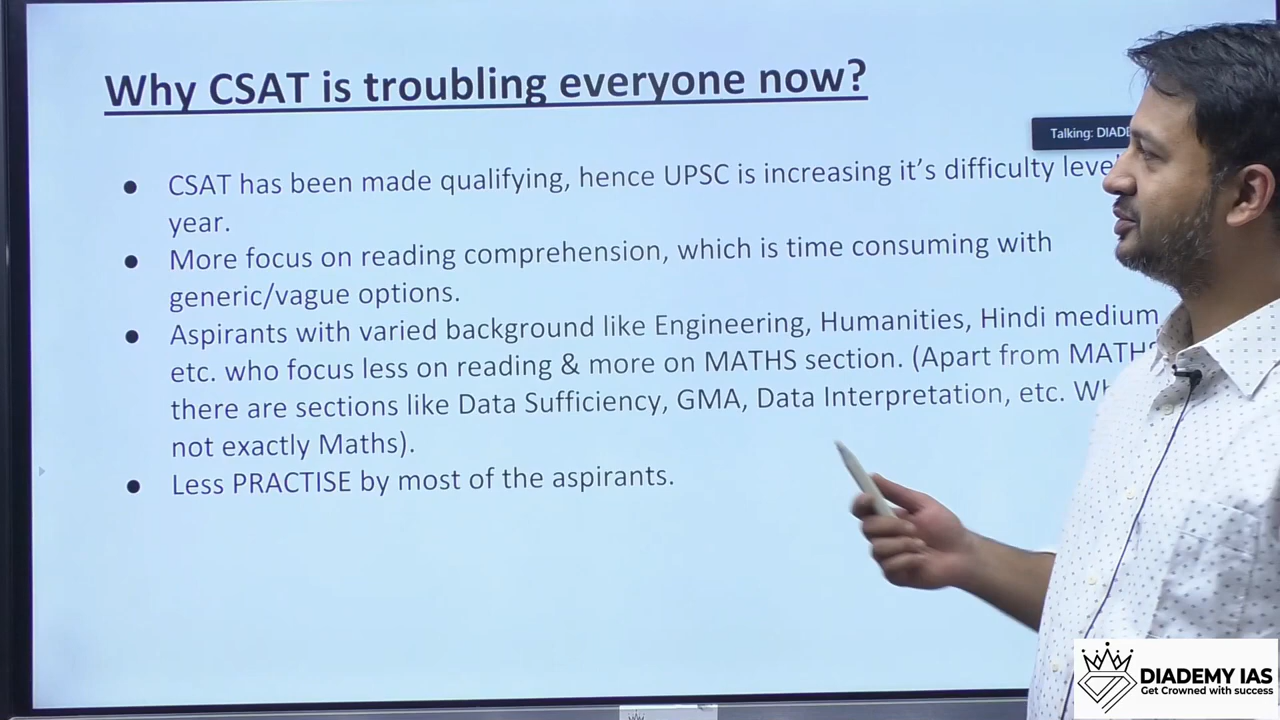 Why CSAT is troubling everyone now?
Talking: DIADE
● CSAT has been made qualifying, hence UPSC is increasing it's difficulty level
year.
● More focus on reading comprehension, which is time consuming with
generic/vague options.
● Aspirants with varied background like Engineering, Humanities, Hindi medium
etc. who focus less on reading & more on MATHS section. (Apart from MATHS
there are sections like Data Sufficiency, GMA, Data Interpretation, etc.
not exactly Maths).
● Less PRACTISE by most of the aspirants.
DIADEMY IAS
Get Crowned with success